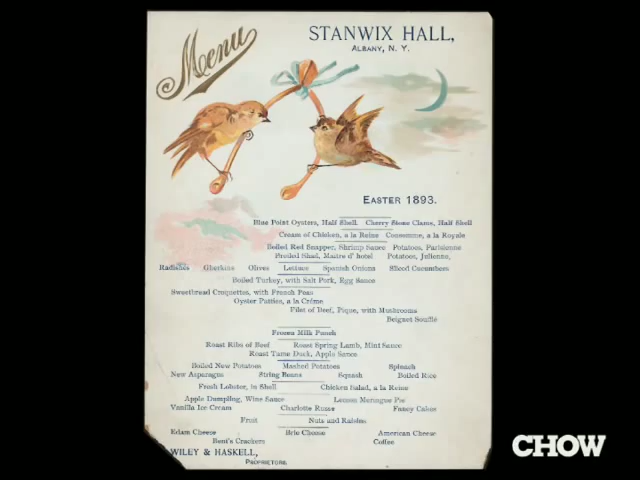 Menu
STANWIX HALL,
ALBANY, N. Y.
EASTER 1893.
Blue Point Oysters, Half Shell. Cherry Stone Clams, Half Shell
Cream of Chicken, a la Reine Consomme, a la Royale
Boiled Red Snapper, Shrimp Sauce Potatoes, Parisienne
Broiled Shad, Maitre d' hotel Potatoes, Julienne,
Radishes Gherkins Olives Lettuce Spanish Onions Sliced Cucumbers
Boiled Turkey, with Salt Pork, Egg Sauce
Sweetbread Croquettes, with French Peas
Oyster Patties, a la Créme
Filet of Beef, Pique, with Mushrooms
Beignet Soufflé
Frozen Milk Punch
Roast Ribs of Beef Roast Spring Lamb, Mint Sauce
Roast Tame Duck, Apple Sauce
Boiled New Potatoes Mashed Potatoes Spinach
New Asparagus String Beans Squash Boiled Rice
Fresh Lobster, in Shell Chicken Salad, a la Reine
Apple Dumpling, Wine Sauce Lemon Meringue Pie
Vanilla Ice Cream Charlotte Russe Fancy Cakes
Fruit Nuts and Raisins
Edam Cheese Brie Cheese American Cheese
Bent's Crackers Coffee
WILEY & HASKELL,
PROPRIETORS.
CHOW